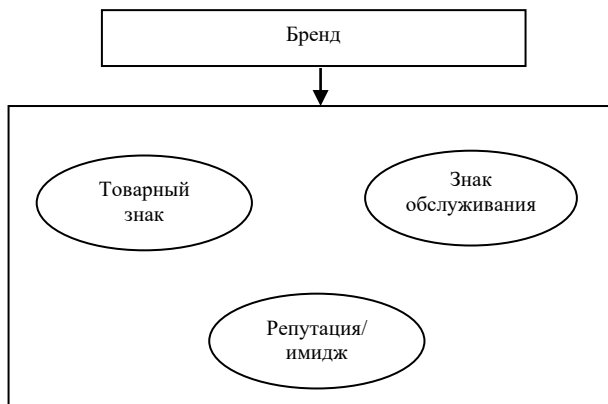 Бренд
Товарный
знак
Знак
обслуживания
Репутация/
имидж